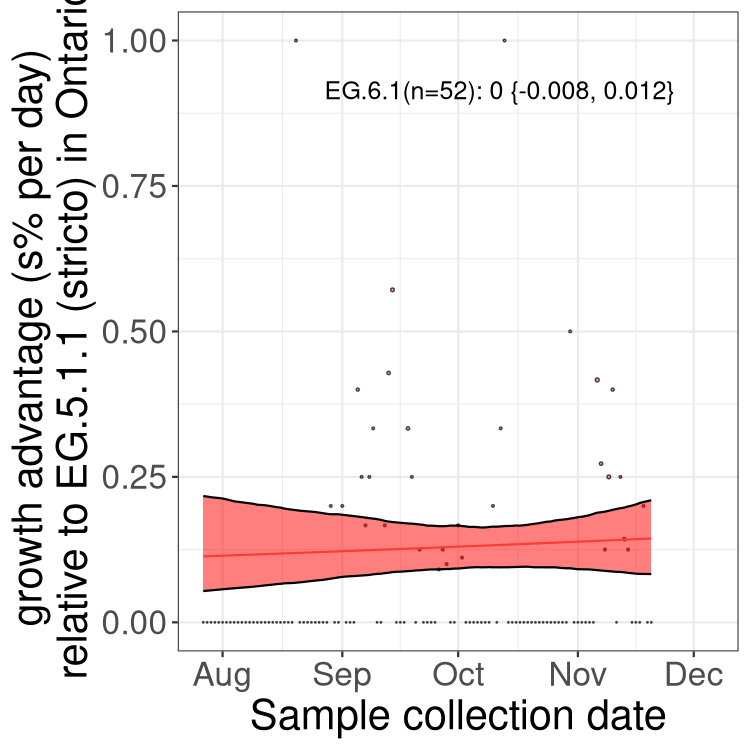 growth advantage (s% per day)
relative to EG.5.1.1 (stricto) in Ontario
1.00
0.75
0.50
0.25
0.00
EG.6.1(n=52): 0 {-0.008, 0.012}
Aug Sep Oct Nov Dec
Sample collection date